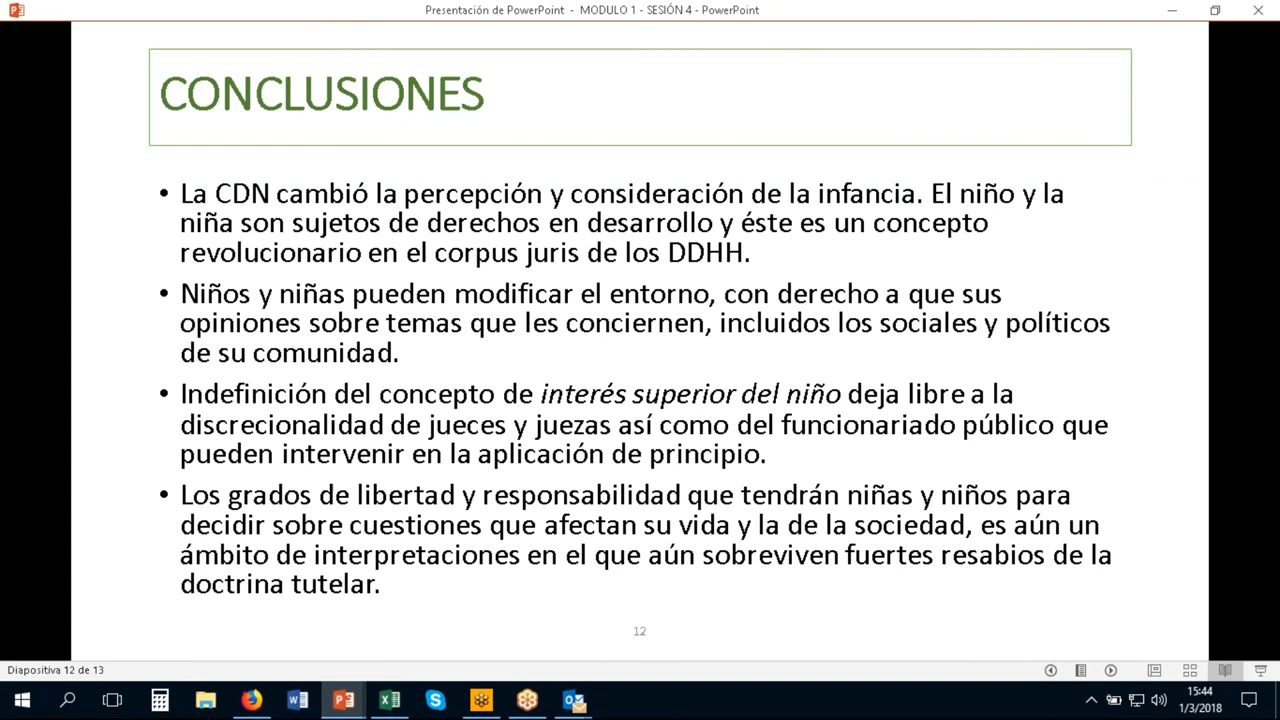 Presentación de PowerPoint - MODULO 1 - SESIÓN 4 - PowerPoint
CONCLUSIONES
• La CDN cambió la percepción y consideración de la infancia. El niño y la
niña son sujetos de derechos en desarrollo y éste es un concepto
revolucionario en el corpus juris de los DDHH.
• Niños y niñas pueden modificar el entorno, con derecho a que sus
opiniones sobre temas que les conciernen, incluidos los sociales y políticos
de su comunidad.
• Indefinición del concepto de interés superior del niño deja libre a la
discrecionalidad de jueces y juezas así como del funcionariado público que
pueden intervenir en la aplicación de principio.
• Los grados de libertad y responsabilidad que tendrán niñas y niños para
decidir sobre cuestiones que afectan su vida y la de la sociedad, es aún un
ámbito de interpretaciones en el que aún sobreviven fuertes resabios de la
doctrina tutelar.
12
Diapositiva 12 de 13
15:44
1/3/2018